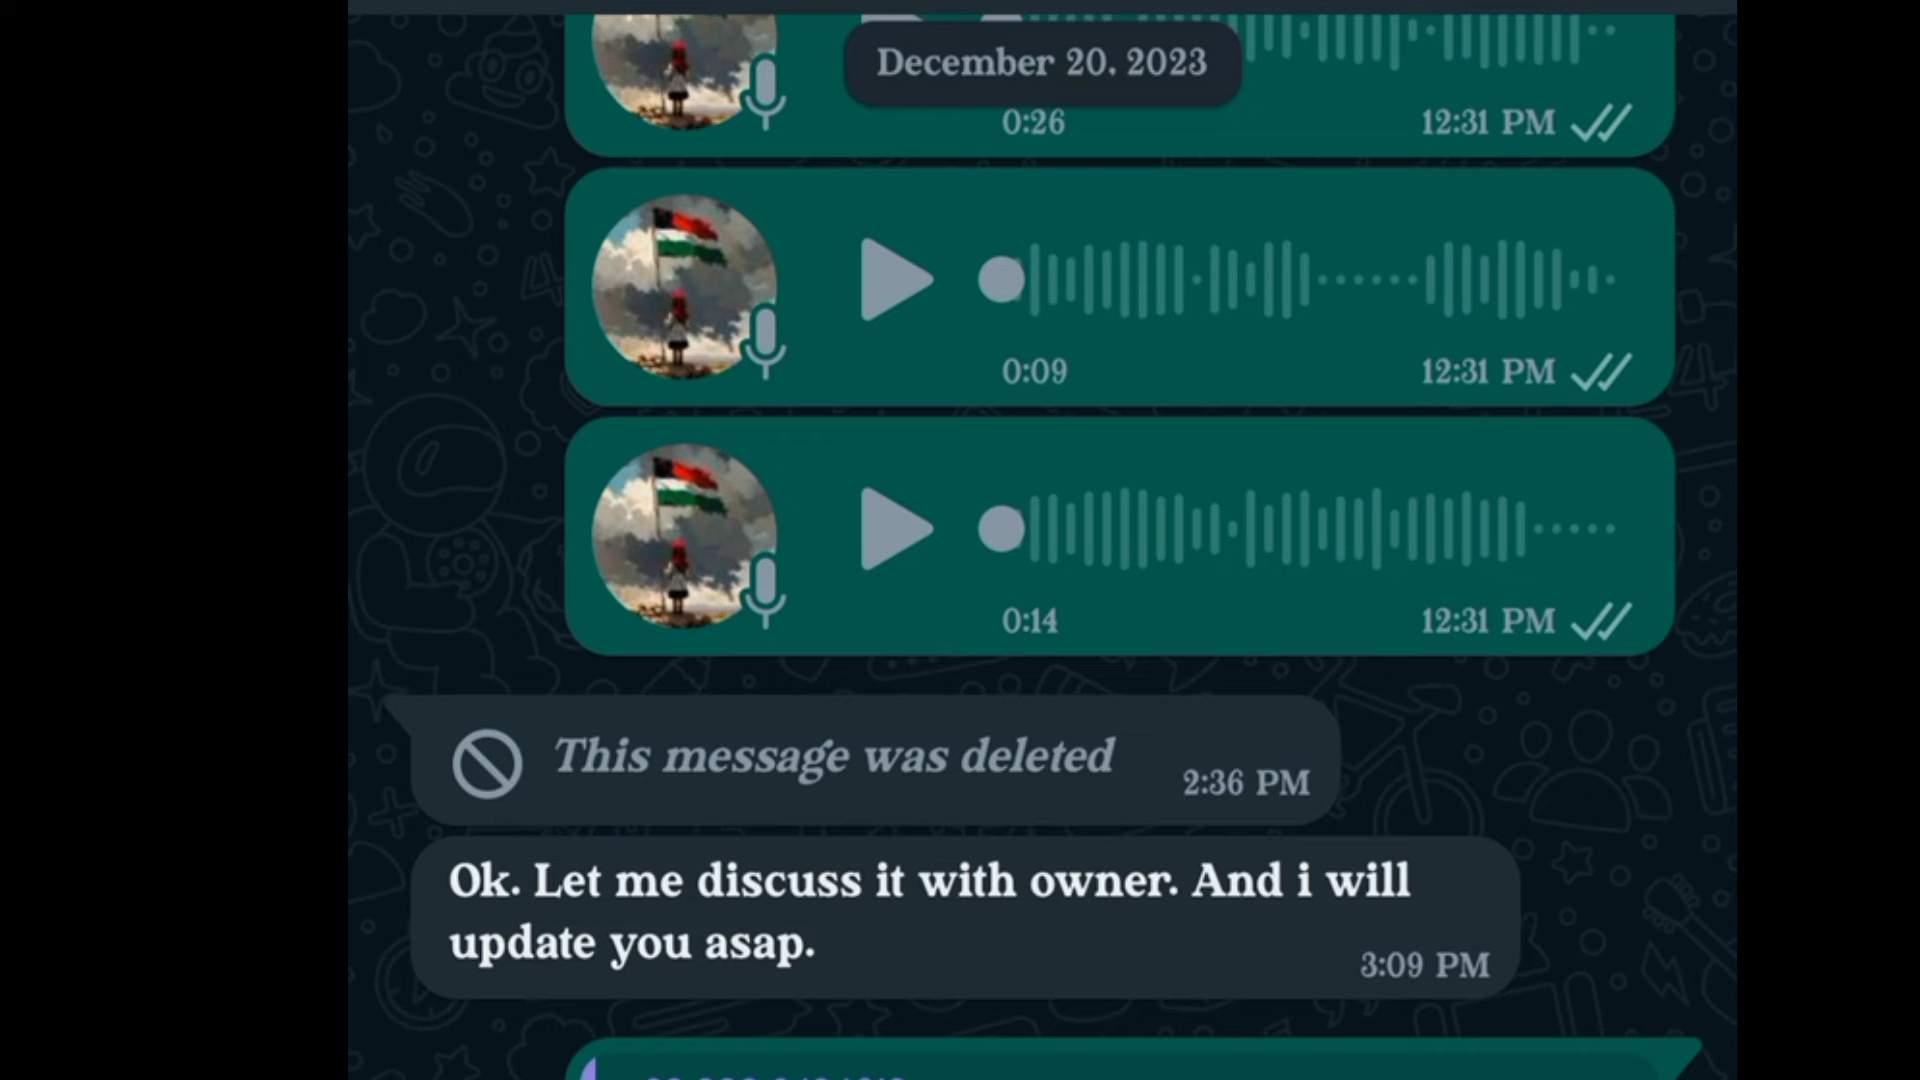 December 20, 2023
0:26 12:31 PM
0:09 12:31 PM
0:14 12:31 PM
This message was deleted
2:36 PM
Ok. Let me discuss it with owner. And i will
update you asap.
3:09 PM